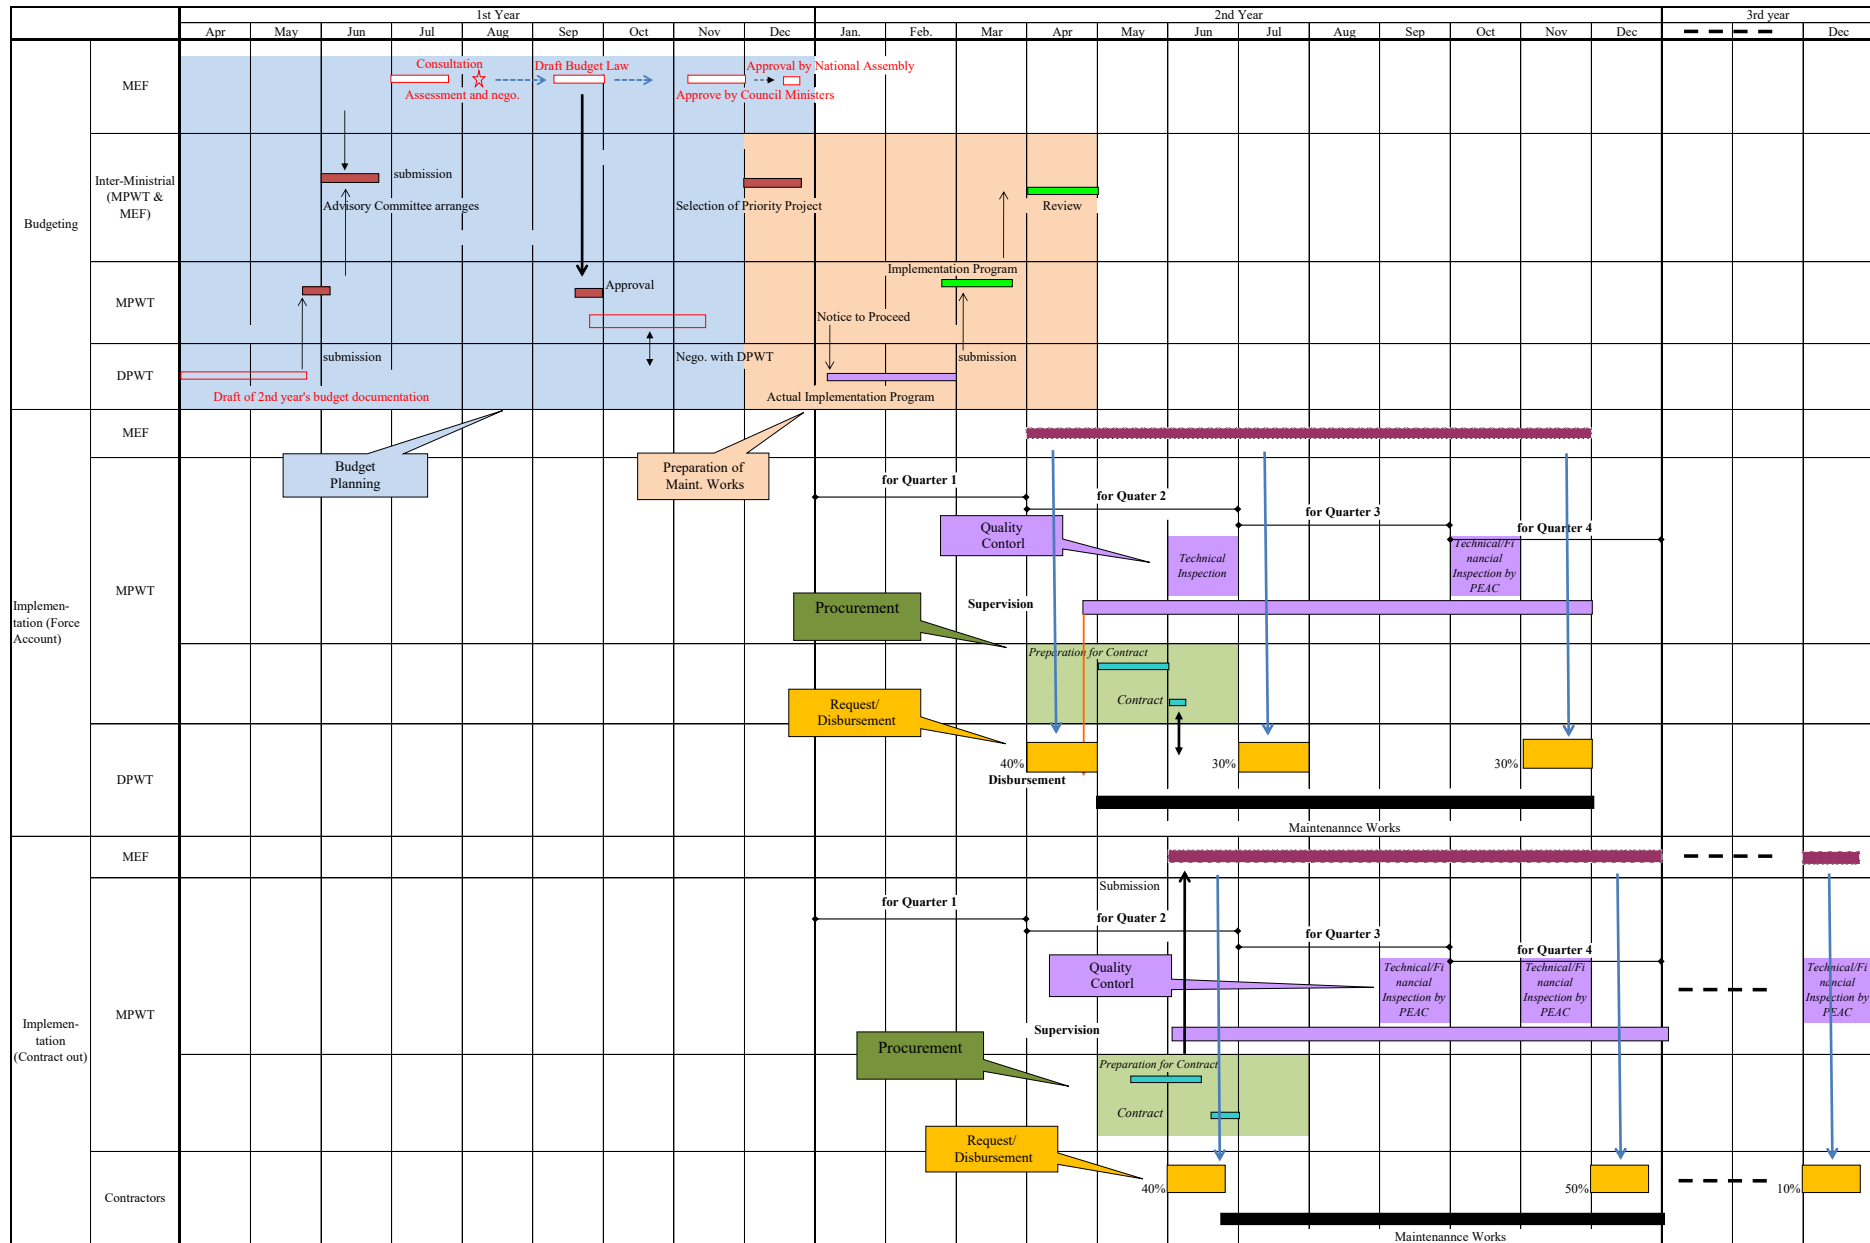 1st Year
2nd Year
3rd year
Apr May Jun Jul Aug Sep Oct Nov Dec Jan. Feb. Mar Apr May Jun Jul Aug Sep Oct Nov Dec Dec
Budgeting
MEF
Consultation
Draft Budget Law
Approval by National Assembly
Assessment and nego.
Approve by Council Ministers
Inter-Ministrial
(MPWT &
MEF)
submission
Advisory Committee arranges
Selection of Priority Project
Review
MPWT
Approval
Implementation Program
Notice to Proceed
DPWT
submission
Nego. with DPWT
submission
Draft of 2nd year's budget documentation
Actual Implementation Program
Implemen-
tation (Force
Account)
MEF
Budget
Planning
Preparation of
Maint. Works
MPWT
for Quarter 1
for Quater 2
for Quarter 3
for Quarter 4
Quality
Contorl
Technical
Inspection
Technical/Fi
nancial
Inspection by
PEAC
Procurement
Supervision
Preparation for Contract
Contract
Request/
Disbursement
DPWT
40%
30%
30%
Disbursement
Maintenannce Works
Implemen-
tation
(Contract out)
MEF
MPWT
Submission
for Quarter 1
for Quater 2
for Quarter 3
for Quarter 4
Quality
Contorl
Technical/Fi
nancial
Inspection by
PEAC
Technical/Fi
nancial
Inspection by
PEAC
Technical/Fi
nancial
Inspection by
PEAC
Supervision
Procurement
Preparation for Contract
Contract
Request/
Disbursement
Contractors
40%
50%
10%
Maintenannce Works